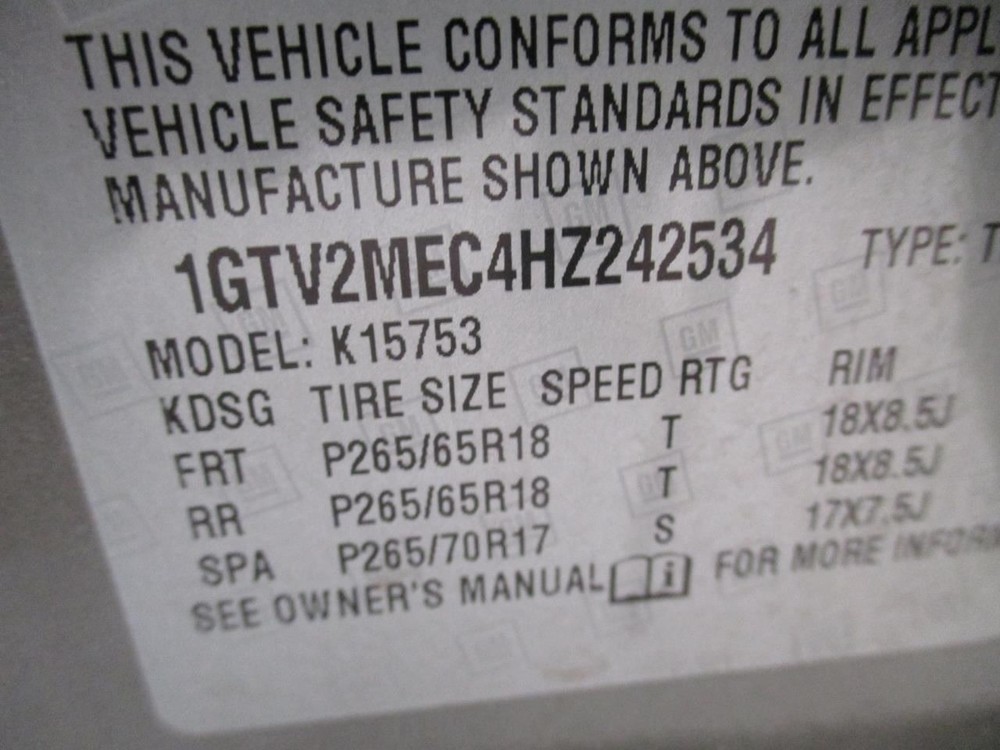 THIS VEHICLE CONFORMS TO ALL APPL
VEHICLE SAFETY STANDARDS IN EFFECT
MANUFACTURE SHOWN ABOVE.
1GTV2MEC4HZ242534 TYPE: T
MODEL: K15753
KDSG TIRE SIZE SPEED RTG RIM
FRT P265/65R18 T 18X8.5J
RR P265/65R18 T 18X8.5J
SPA P265/70R17 S 17X7.5J
SEE OWNER'S MANUAL i FOR MORE INFORM